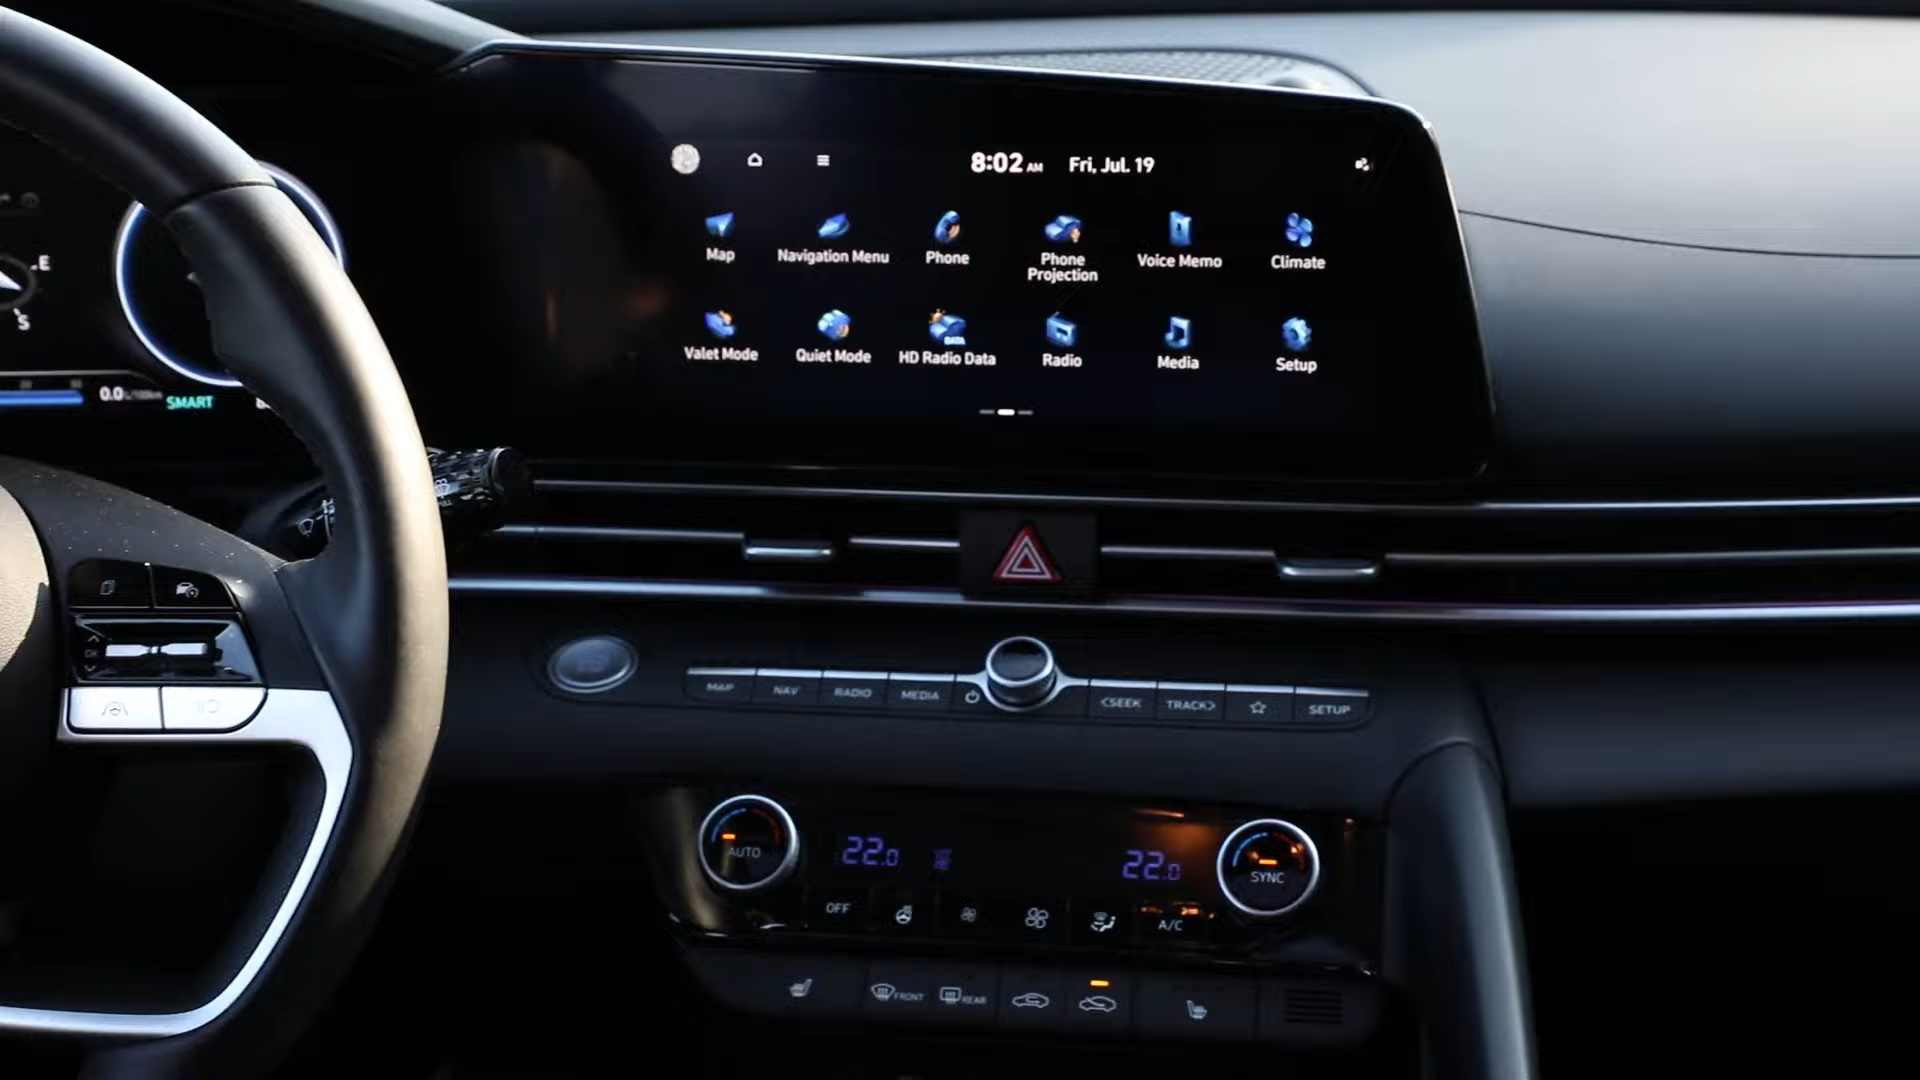 8:02 AM Fri, Jul. 19
Map
Navigation Menu
Phone
Phone
Projection
Voice Memo
Climate
Valet Mode
Quiet Mode
DATA
HD Radio Data
Radio
Media
Setup
E
S
0.0
SMART
MAP
NAV
RADIO
MEDIA
<SEEK
TRACK>
SETUP
OK
AUTO
22.0
22.0
SYNC
OFF
A/C
FRONT
REAR